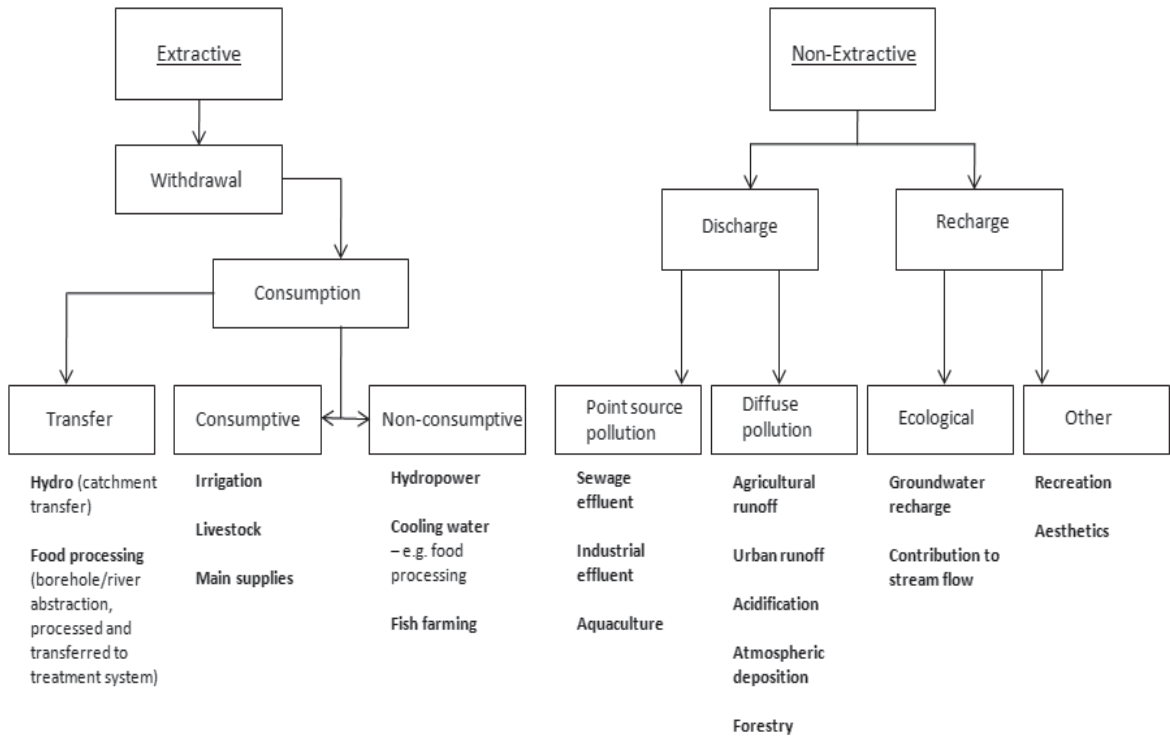 Extractive
Non-Extractive
Withdrawal
Discharge
Recharge
Consumption
Transfer
Consumptive
Non-consumptive
Point source
pollution
Diffuse
pollution
Ecological
Other
Hydro (catchment
transfer)
Food processing
(borehole/river
abstraction,
processed and
transferred to
treatment system)
Irrigation
Livestock
Main supplies
Hydropower
Cooling water
– e.g. food
processing
Fish farming
Sewage
effluent
Industrial
effluent
Aquaculture
Agricultural
runoff
Urban runoff
Acidification
Atmospheric
deposition
Forestry
Groundwater
recharge
Contribution to
stream flow
Recreation
Aesthetics